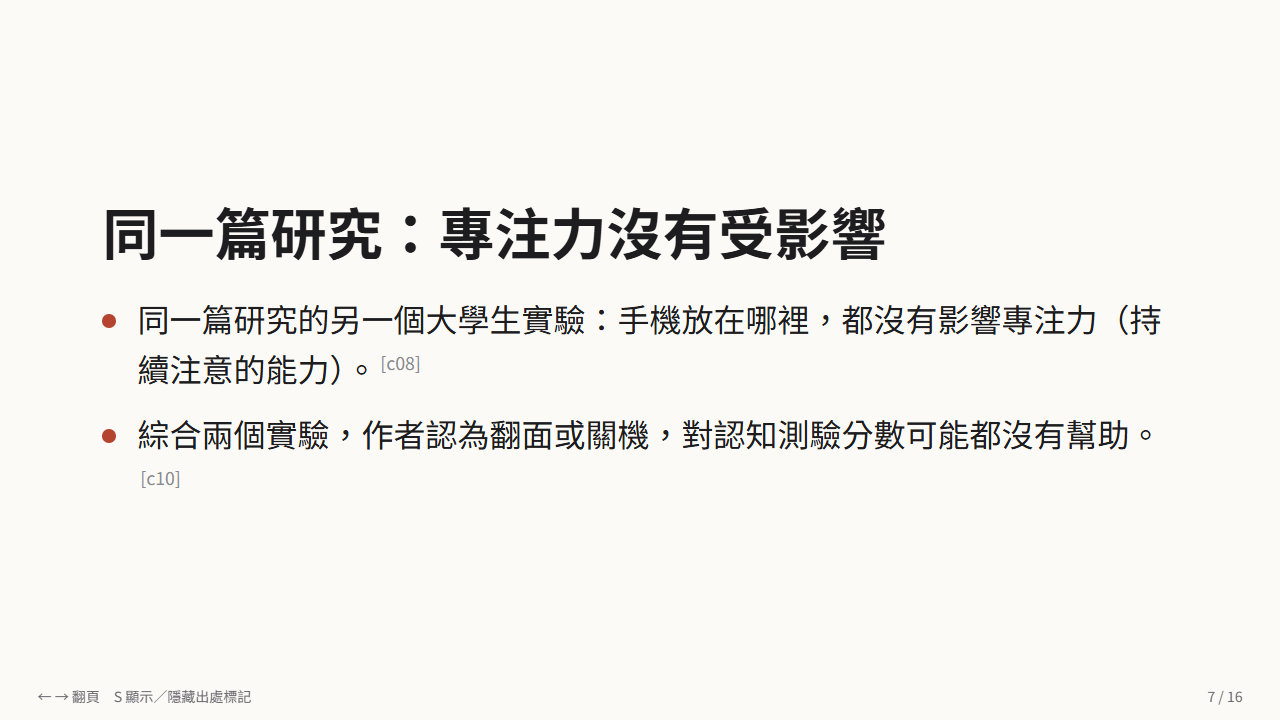 同一篇研究：專注力沒有受影響
同一篇研究的另一個大學生實驗：手機放在哪裡，都沒有影響專注力（持
續注意的能力）。[c08]
綜合兩個實驗，作者認為翻面或關機，對認知測驗分數可能都沒有幫助。
[c10]
←→ 翻頁　S 顯示／隱藏出處標記
7 / 16